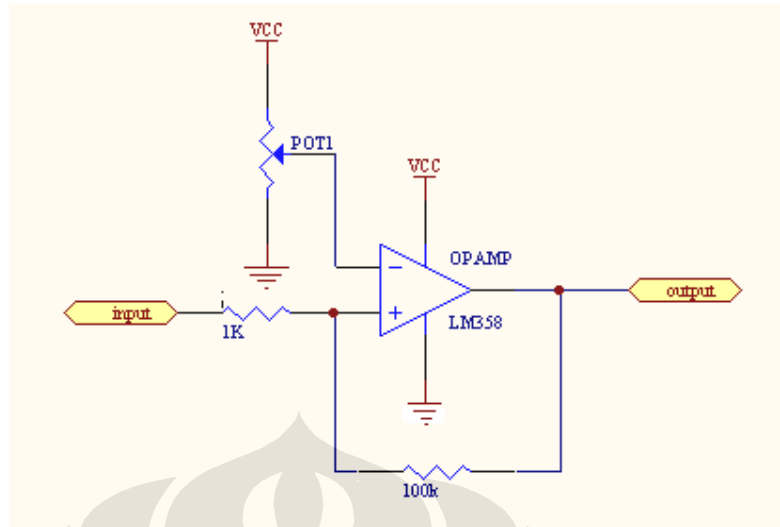 VCC
POT1
VCC
OPAMP
input
output
1K
LM358
100k